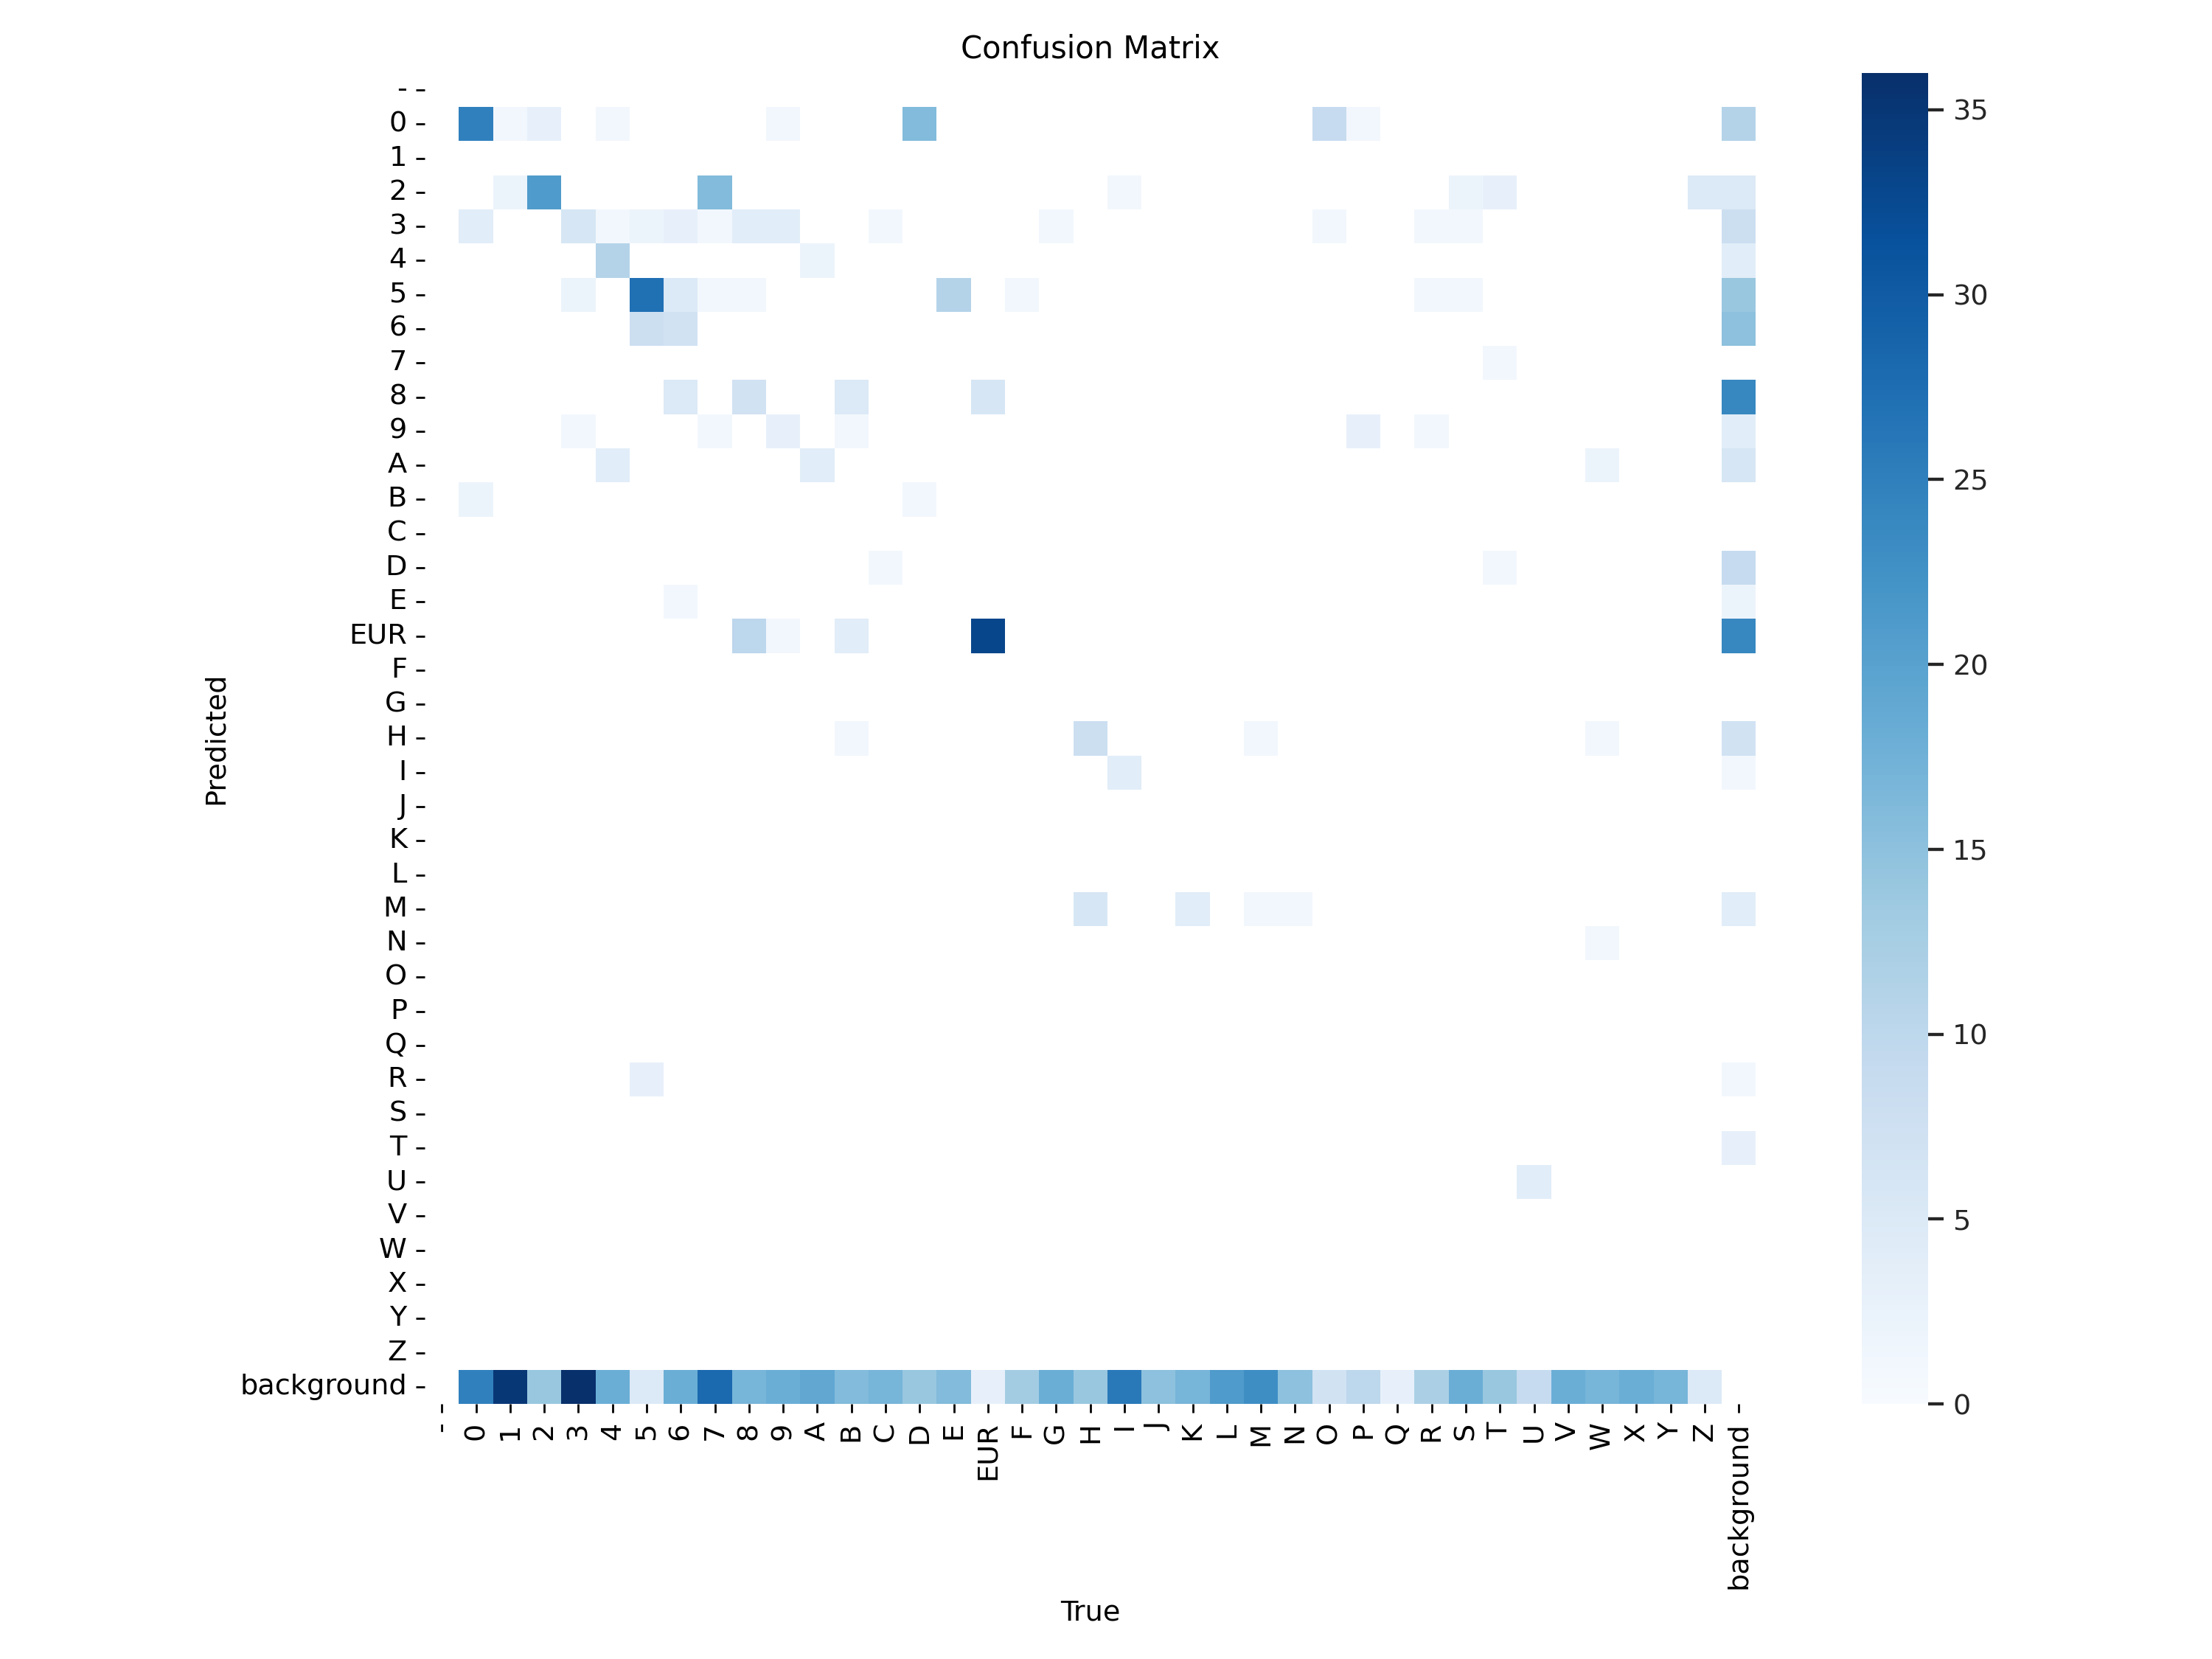 Confusion Matrix
-
0
1
2
3
4
5
6
7
8
9
A
B
C
D
E
EUR
F
G
H
I
J
K
L
M
N
O
P
Q
R
S
T
U
V
W
X
Y
Z
background
Predicted
- 0 1 2 3 4 5 6 7 8 9 A B C D E EUR F G H I J K L M N O P Q R S T U V W X Y Z background
True
35
30
25
20
15
10
5
0